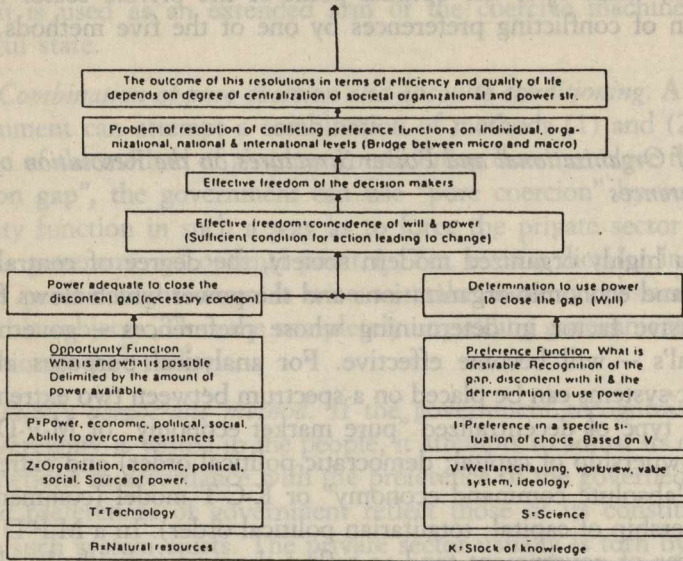 n of conflicting preferences by one of the five methods
The outcome of this resolutions in terms of efficiency and quality of life
depends on degree of centralization of societal organizational and power str.
Problem of resolution of conflicting preference functions on individual, orga-
nizational, national & international levels (Bridge between micro and macro)
Effective freedom of the decision makers
Effective freedom=coincidence of will & power
(Sufficient condition for action leading to change)
Power adequate to close the
discontent gap(necessary condition)
Determination to use power
to close the gap (Will)
Opportunity Function
What is and what is possible
Delimited by the amount of
power available
Preference Function What is
desirable. Recognition of the
gap, discontent with it & the
determination to use power
P=Power, economic, political, social.
Ability to overcome resistances
I=Preference in a specific si-
tuation of choice. Based on V
Z=Organization, economic, political,
social. Source of power.
V=Weltanschauung, worldview, value
system, ideology.
T=Technology
S=Science
R=Natural resources
K=Stock of knowledge